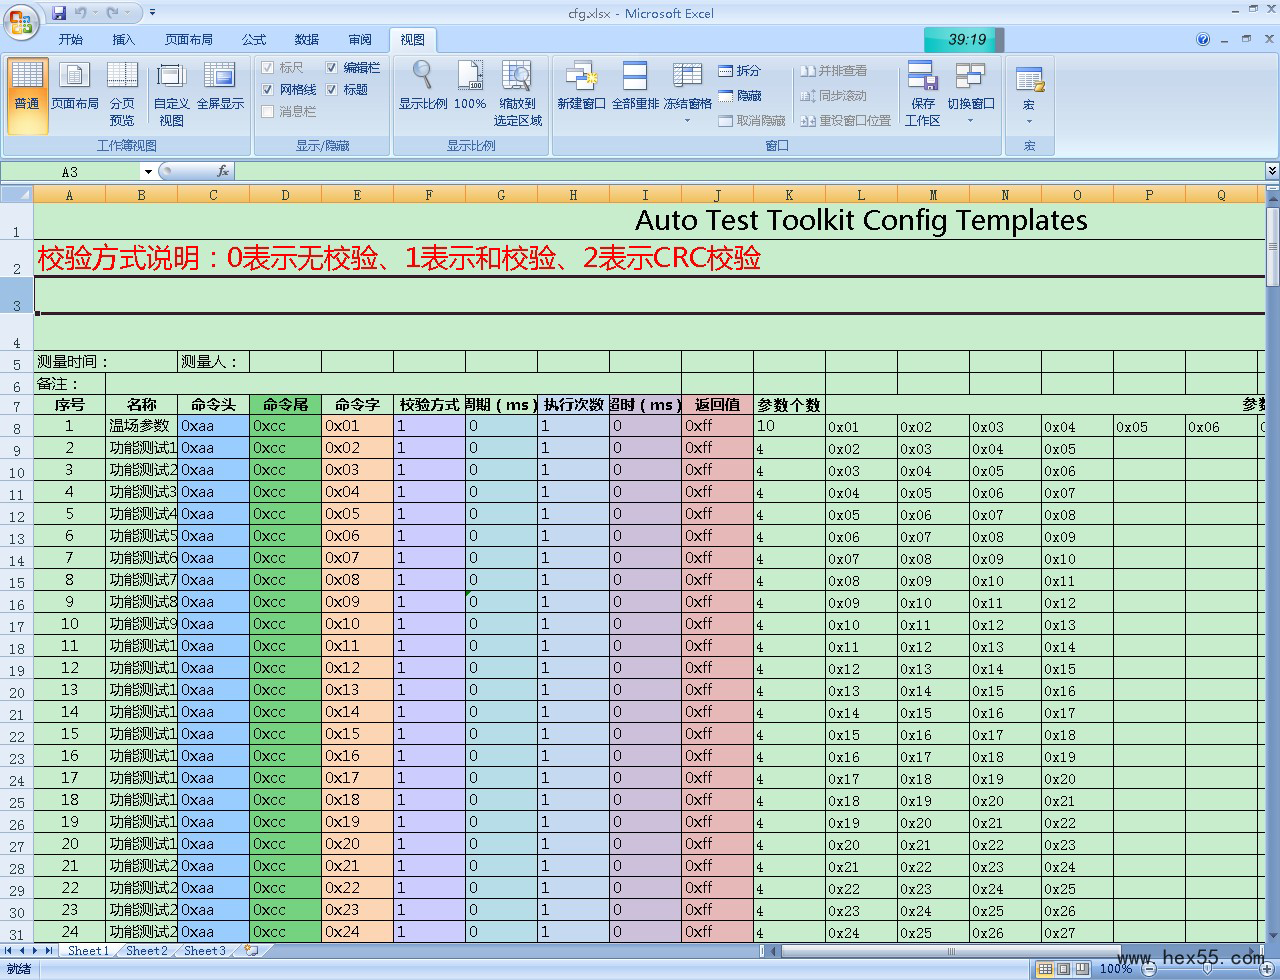 cfg.xlsx - Microsoft Excel
开始 插入 页面布局 公式 数据 审阅 视图 39:19
普通 页面布局 分页预览 自定义视图 全屏显示
工作簿视图
标尺 编辑栏
网格线 标题
消息栏
显示/隐藏
显示比例 100% 缩放到选定区域
显示比例
新建窗口 全部重排 冻结窗格
拆分 并排查看
隐藏 同步滚动
取消隐藏 重设窗口位置
保存工作区 切换窗口
窗口
宏
宏
A3 fx
A B C D E F G H I J K L M N O P Q
1 Auto Test Toolkit Config Templates
2 校验方式说明：0表示无校验、1表示和校验、2表示CRC校验
3
4
5 测量时间： 测量人：
6 备注：
7 序号 名称 命令头 命令尾 命令字 校验方式 周期（ms） 执行次数 超时（ms） 返回值 参数个数 参数
8 1 温场参数 0xaa 0xcc 0x01 1 0 1 0 0xff 10 0x01 0x02 0x03 0x04 0x05 0x06
9 2 功能测试1 0xaa 0xcc 0x02 1 0 1 0 0xff 4 0x02 0x03 0x04 0x05
10 3 功能测试2 0xaa 0xcc 0x03 1 0 1 0 0xff 4 0x03 0x04 0x05 0x06
11 4 功能测试3 0xaa 0xcc 0x04 1 0 1 0 0xff 4 0x04 0x05 0x06 0x07
12 5 功能测试4 0xaa 0xcc 0x05 1 0 1 0 0xff 4 0x05 0x06 0x07 0x08
13 6 功能测试5 0xaa 0xcc 0x06 1 0 1 0 0xff 4 0x06 0x07 0x08 0x09
14 7 功能测试6 0xaa 0xcc 0x07 1 0 1 0 0xff 4 0x07 0x08 0x09 0x10
15 8 功能测试7 0xaa 0xcc 0x08 1 0 1 0 0xff 4 0x08 0x09 0x10 0x11
16 9 功能测试8 0xaa 0xcc 0x09 1 0 1 0 0xff 4 0x09 0x10 0x11 0x12
17 10 功能测试9 0xaa 0xcc 0x10 1 0 1 0 0xff 4 0x10 0x11 0x12 0x13
18 11 功能测试1 0xaa 0xcc 0x11 1 0 1 0 0xff 4 0x11 0x12 0x13 0x14
19 12 功能测试1 0xaa 0xcc 0x12 1 0 1 0 0xff 4 0x12 0x13 0x14 0x15
20 13 功能测试1 0xaa 0xcc 0x13 1 0 1 0 0xff 4 0x13 0x14 0x15 0x16
21 14 功能测试1 0xaa 0xcc 0x14 1 0 1 0 0xff 4 0x14 0x15 0x16 0x17
22 15 功能测试1 0xaa 0xcc 0x15 1 0 1 0 0xff 4 0x15 0x16 0x17 0x18
23 16 功能测试1 0xaa 0xcc 0x16 1 0 1 0 0xff 4 0x16 0x17 0x18 0x19
24 17 功能测试1 0xaa 0xcc 0x17 1 0 1 0 0xff 4 0x17 0x18 0x19 0x20
25 18 功能测试1 0xaa 0xcc 0x18 1 0 1 0 0xff 4 0x18 0x19 0x20 0x21
26 19 功能测试1 0xaa 0xcc 0x19 1 0 1 0 0xff 4 0x19 0x20 0x21 0x22
27 20 功能测试1 0xaa 0xcc 0x20 1 0 1 0 0xff 4 0x20 0x21 0x22 0x23
28 21 功能测试2 0xaa 0xcc 0x21 1 0 1 0 0xff 4 0x21 0x22 0x23 0x24
29 22 功能测试2 0xaa 0xcc 0x22 1 0 1 0 0xff 4 0x22 0x23 0x24 0x25
30 23 功能测试2 0xaa 0xcc 0x23 1 0 1 0 0xff 4 0x23 0x24 0x25 0x26
31 24 功能测试2 0xaa 0xcc 0x24 1 0 1 0 0xff 4 0x24 0x25 0x26 0x27
Sheet1 Sheet2 Sheet3
就绪 100%
www.hex55.com